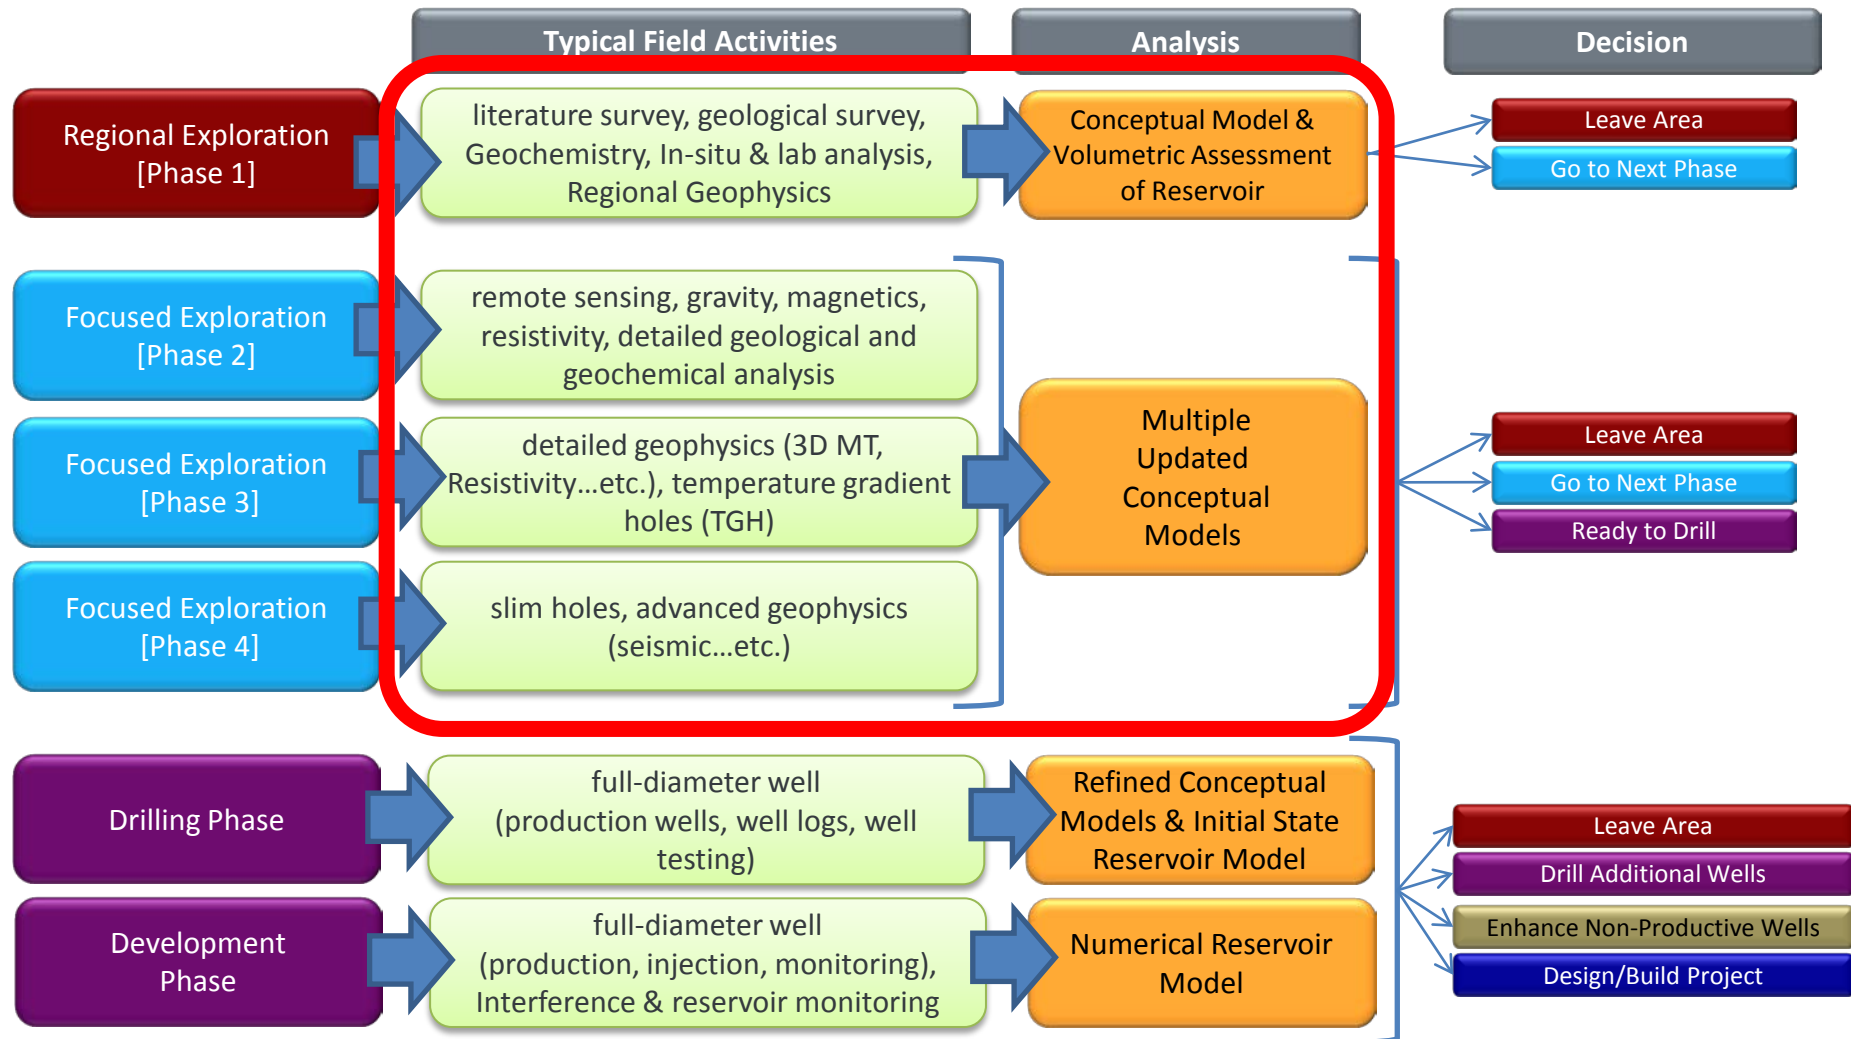 Typical Field Activities
Analysis
Decision
Regional Exploration
[Phase 1]
literature survey, geological survey,
Geochemistry, In-situ & lab analysis,
Regional Geophysics
Conceptual Model &
Volumetric Assessment
of Reservoir
Leave Area
Go to Next Phase
Focused Exploration
[Phase 2]
remote sensing, gravity, magnetics,
resistivity, detailed geological and
geochemical analysis
Focused Exploration
[Phase 3]
detailed geophysics (3D MT,
Resistivity...etc.), temperature gradient
holes (TGH)
Focused Exploration
[Phase 4]
slim holes, advanced geophysics
(seismic...etc.)
Multiple
Updated
Conceptual
Models
Leave Area
Go to Next Phase
Ready to Drill
Drilling Phase
full-diameter well
(production wells, well logs, well
testing)
Refined Conceptual
Models & Initial State
Reservoir Model
Development
Phase
full-diameter well
(production, injection, monitoring),
Interference & reservoir monitoring
Numerical Reservoir
Model
Leave Area
Drill Additional Wells
Enhance Non-Productive Wells
Design/Build Project